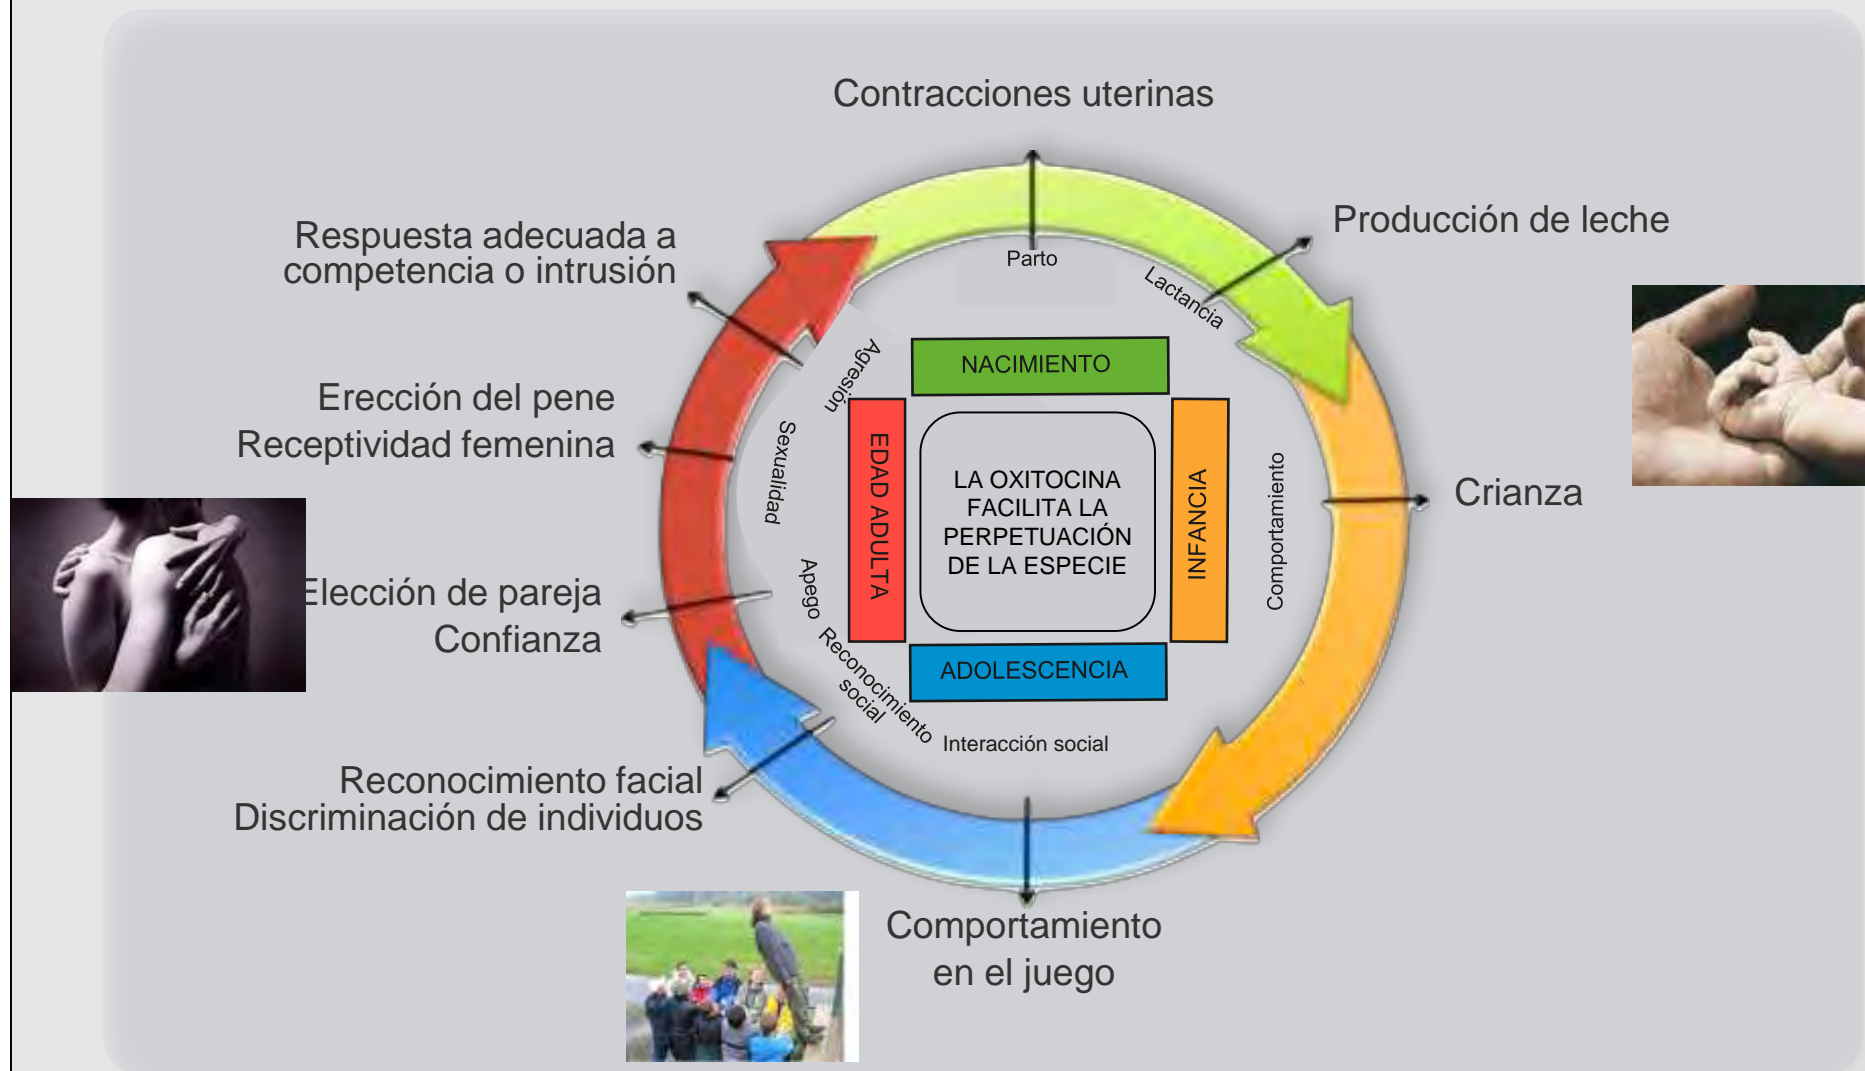 Contracciones uterinas
Producción de leche
Respuesta adecuada a
competencia o intrusión
Parto
Lactancia
Agresión
NACIMIENTO
Erección del pene
Receptividad femenina
Sexualidad
EDAD ADULTA
LA OXITOCINA
FACILITA LA
PERPETUACIÓN
DE LA ESPECIE
INFANCIA
Comportamiento
Crianza
Elección de pareja
Confianza
Apego
Reconocimiento
social
ADOLESCENCIA
Interacción social
Reconocimiento facial
Discriminación de individuos
Comportamiento
en el juego